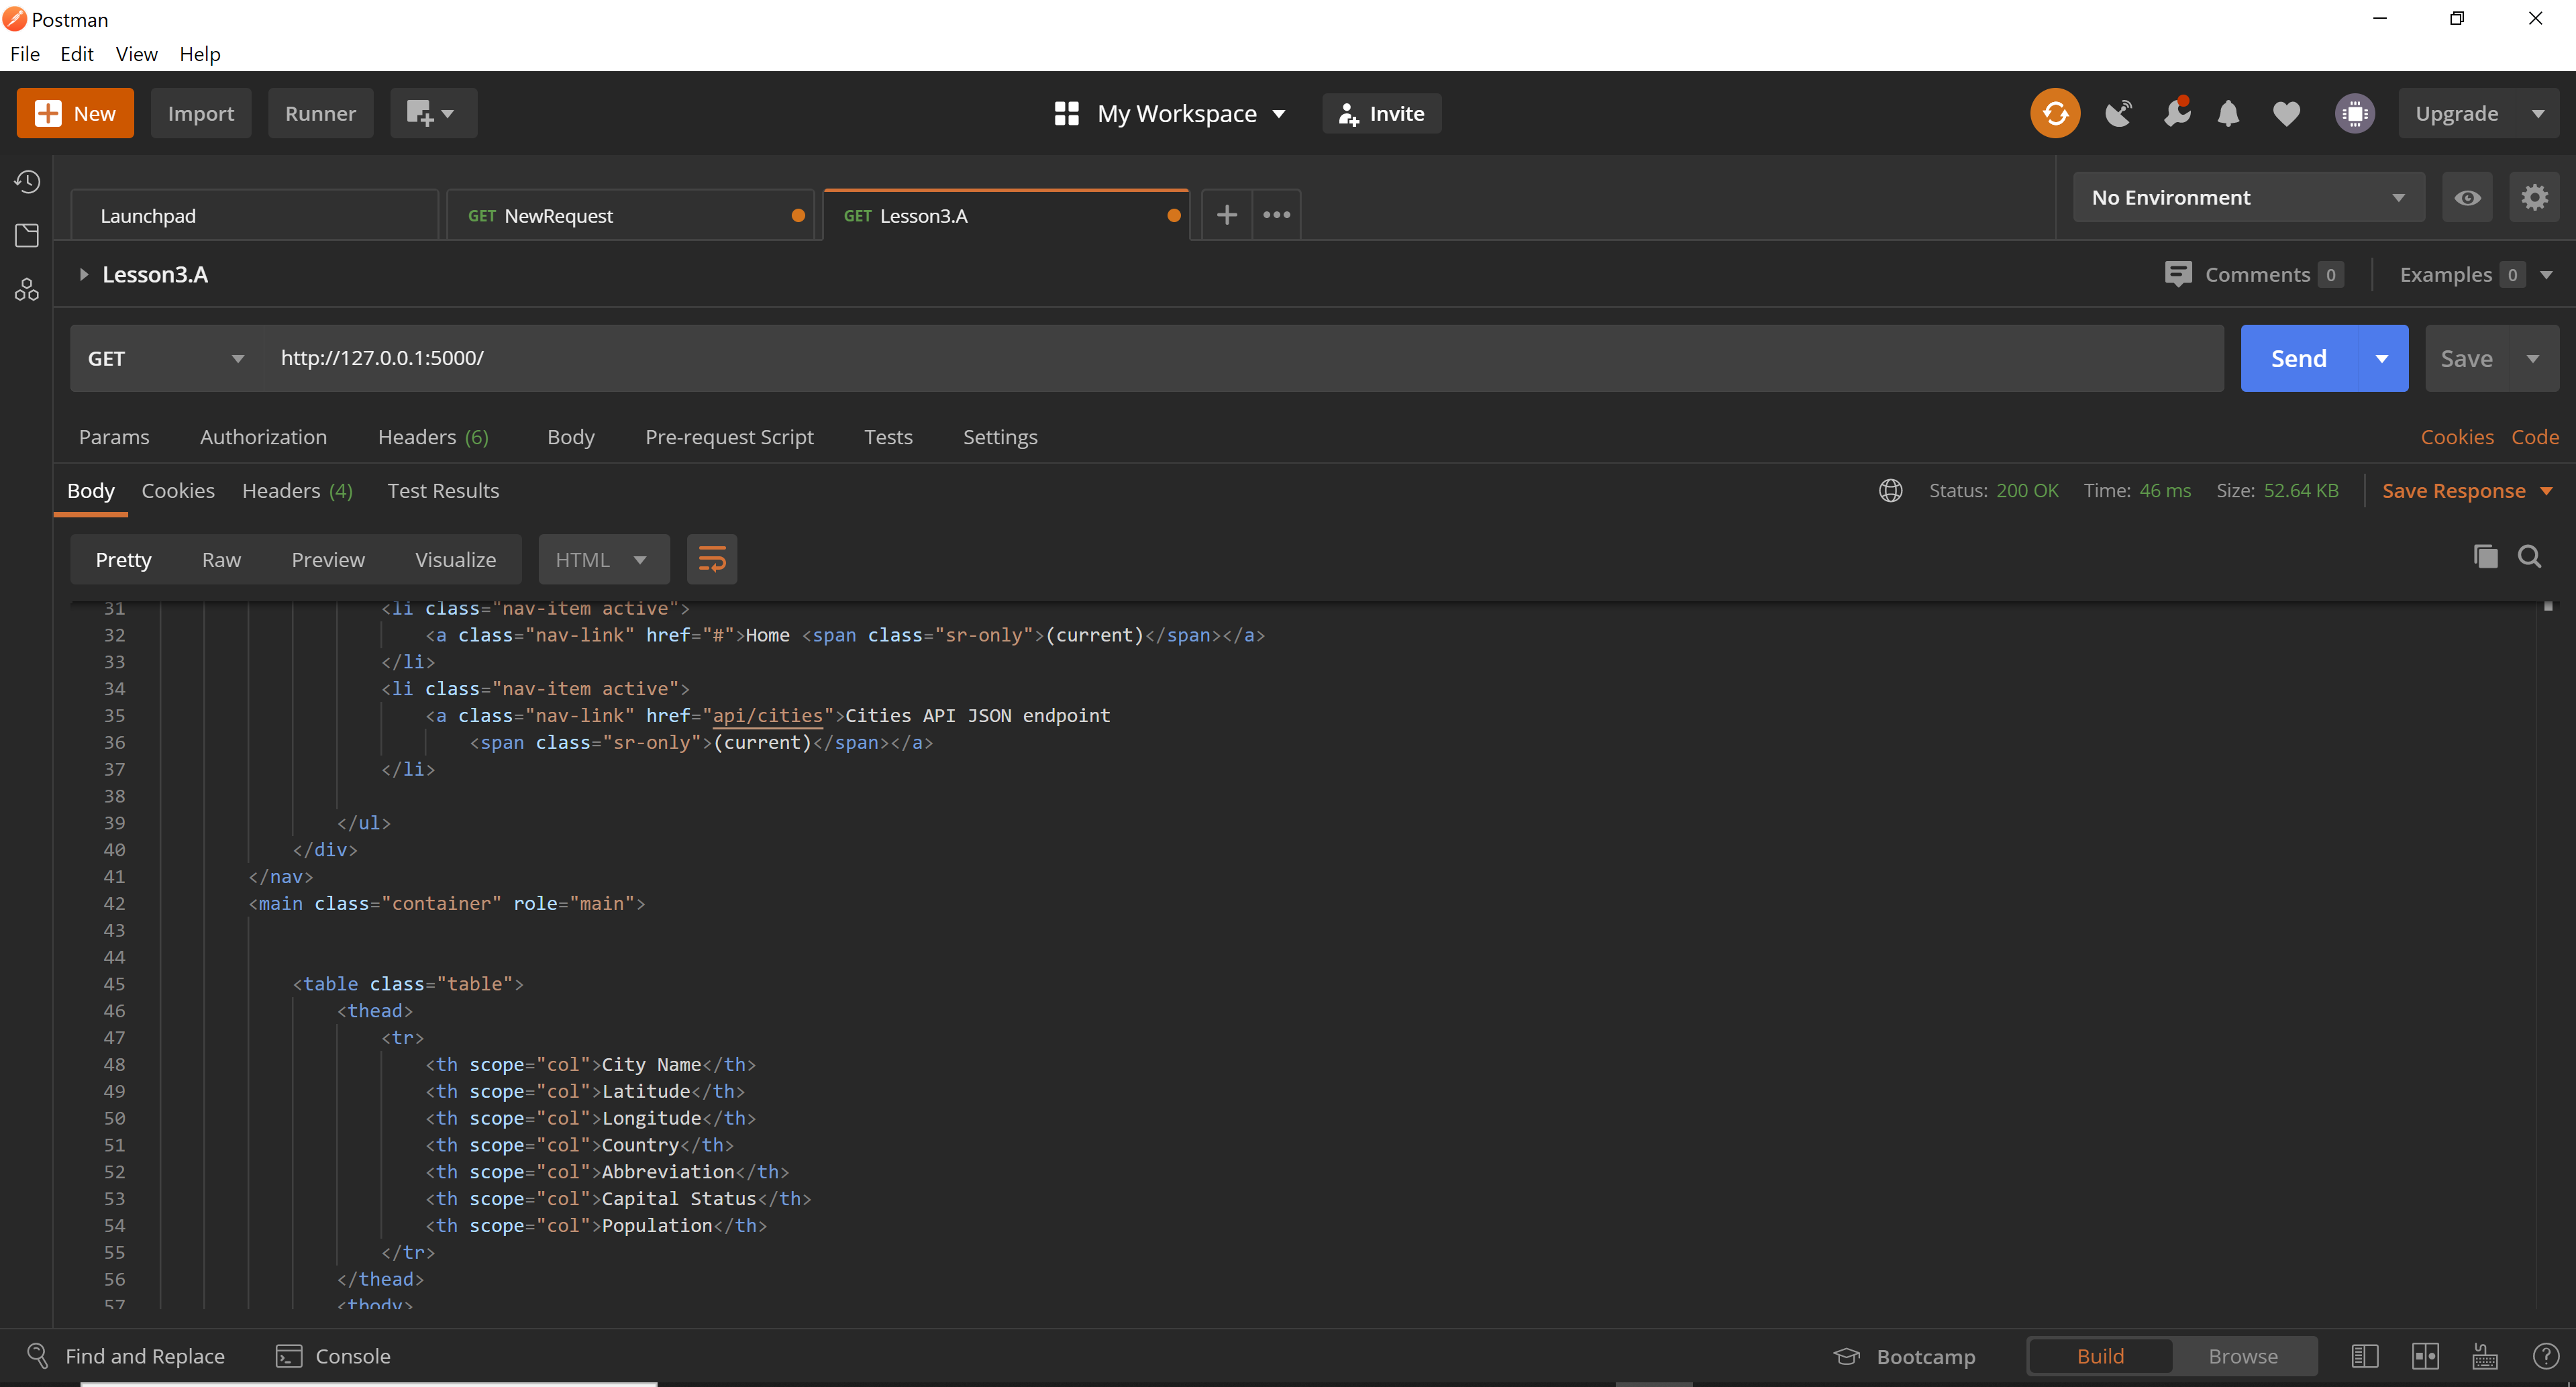 Postman
File Edit View Help
New Import Runner My Workspace Invite Upgrade
Launchpad GET NewRequest GET Lesson3.A No Environment
Lesson3.A Comments 0 Examples 0
GET http://127.0.0.1:5000/ Send Save
Params Authorization Headers (6) Body Pre-request Script Tests Settings Cookies Code
Body Cookies Headers (4) Test Results Status: 200 OK Time: 46 ms Size: 52.64 KB Save Response
Pretty Raw Preview Visualize HTML
31 <li class="nav-item active">
32 <a class="nav-link" href="#">Home <span class="sr-only">(current)</span></a>
33 </li>
34 <li class="nav-item active">
35 <a class="nav-link" href="api/cities">Cities API JSON endpoint
36 <span class="sr-only">(current)</span></a>
37 </li>
38
39 </ul>
40 </div>
41 </nav>
42 <main class="container" role="main">
43
44
45 <table class="table">
46 <thead>
47 <tr>
48 <th scope="col">City Name</th>
49 <th scope="col">Latitude</th>
50 <th scope="col">Longitude</th>
51 <th scope="col">Country</th>
52 <th scope="col">Abbreviation</th>
53 <th scope="col">Capital Status</th>
54 <th scope="col">Population</th>
55 </tr>
56 </thead>
57 <tbody>
Find and Replace Console Bootcamp Build Browse